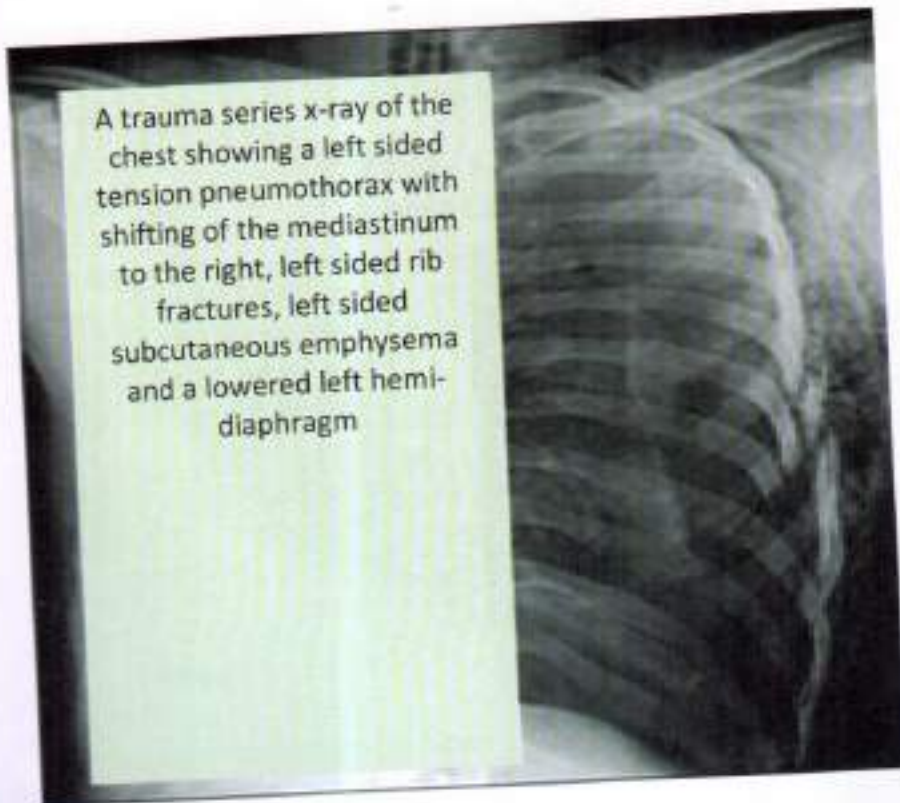 A trauma series x-ray of the
chest showing a left sided
tension pneumothorax with
shifting of the mediastinum
to the right, left sided rib
fractures, left sided
subcutaneous emphysema
and a lowered left hemi-
diaphragm